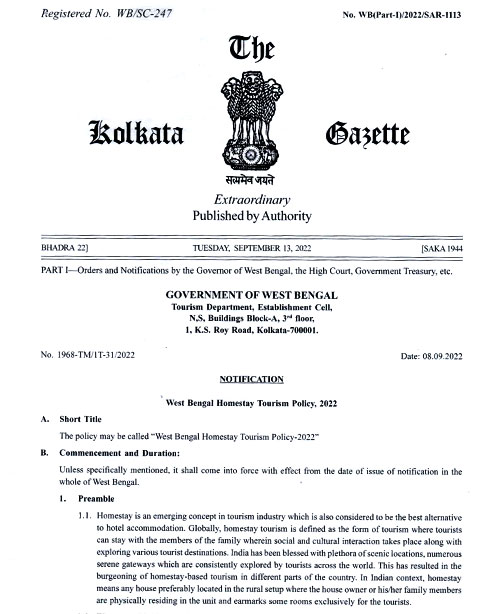 Registered No. WB/SC-247
No. WB(Part-I)/2022/SAR-1113
The
Kolkata Gazette
सत्यमेव जयते
Extraordinary
Published by Authority
BHADRA 22] TUESDAY, SEPTEMBER 13, 2022 [SAKA 1944
PART I—Orders and Notifications by the Governor of West Bengal, the High Court, Government Treasury, etc.
GOVERNMENT OF WEST BENGAL
Tourism Department, Establishment Cell,
N,S, Buildings Block-A, 3rd floor,
1, K.S. Roy Road, Kolkata-700001.
No. 1968-TM/1T-31/2022 Date: 08.09.2022
NOTIFICATION
West Bengal Homestay Tourism Policy, 2022
A. Short Title
The policy may be called "West Bengal Homestay Tourism Policy-2022"
B. Commencement and Duration:
Unless specifically mentioned, it shall come into force with effect from the date of issue of notification in the
whole of West Bengal.
1. Preamble
1.1. Homestay is an emerging concept in tourism industry which is also considered to be the best alternative
to hotel accommodation. Globally, homestay tourism is defined as the form of tourism where tourists
can stay with the members of the family wherein social and cultural interaction takes place along with
exploring various tourist destinations. India has been blessed with plethora of scenic locations, numerous
serene gateways which are consistently explored by tourists across the world. This has resulted in the
burgeoning of homestay-based tourism in different parts of the country. In Indian context, homestay
means any house preferably located in the rural setup where the house owner and his/her family members
are physically residing in the unit and earmarks some rooms exclusively for the tourists.